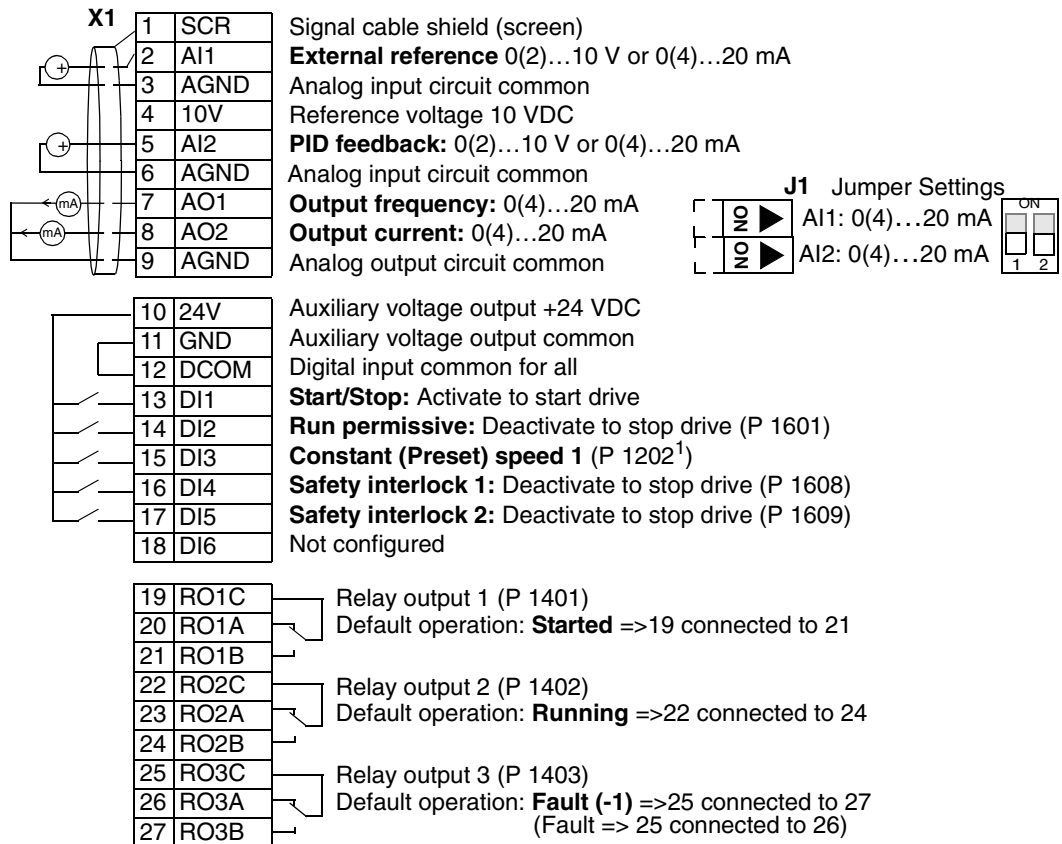 X1
1 SCR Signal cable shield (screen)
2 AI1 External reference 0(2)…10 V or 0(4)…20 mA
3 AGND Analog input circuit common
4 10V Reference voltage 10 VDC
5 AI2 PID feedback: 0(2)…10 V or 0(4)…20 mA
6 AGND Analog input circuit common
7 AO1 Output frequency: 0(4)…20 mA
8 AO2 Output current: 0(4)…20 mA
9 AGND Analog output circuit common
+
+
mA
mA
J1 Jumper Settings
ON AI1: 0(4)…20 mA
ON AI2: 0(4)…20 mA
ON
1 2
10 24V Auxiliary voltage output +24 VDC
11 GND Auxiliary voltage output common
12 DCOM Digital input common for all
13 DI1 Start/Stop: Activate to start drive
14 DI2 Run permissive: Deactivate to stop drive (P 1601)
15 DI3 Constant (Preset) speed 1 (P 1202¹)
16 DI4 Safety interlock 1: Deactivate to stop drive (P 1608)
17 DI5 Safety interlock 2: Deactivate to stop drive (P 1609)
18 DI6 Not configured
19 RO1C Relay output 1 (P 1401)
20 RO1A Default operation: Started =>19 connected to 21
21 RO1B
22 RO2C Relay output 2 (P 1402)
23 RO2A Default operation: Running =>22 connected to 24
24 RO2B
25 RO3C Relay output 3 (P 1403)
26 RO3A Default operation: Fault (-1) =>25 connected to 27
27 RO3B (Fault => 25 connected to 26)